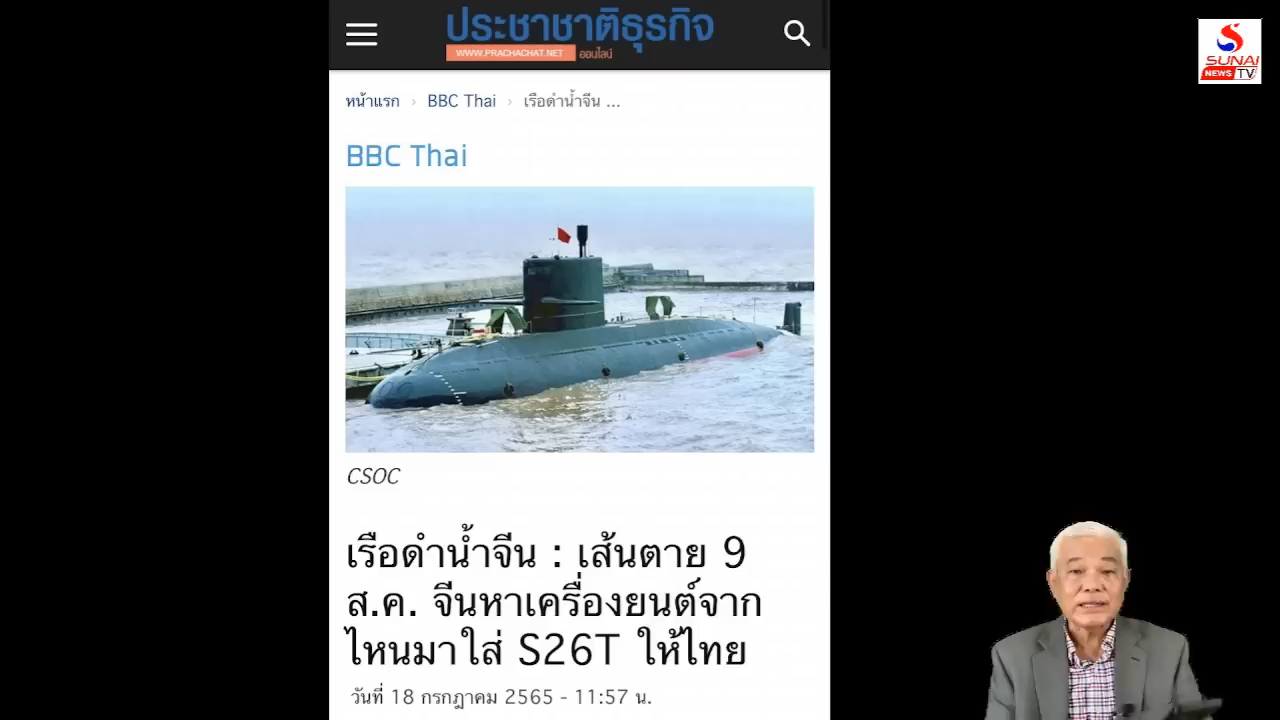 ประชาชาติธุรกิจ
WWW.PRACHACHAT.NET ออนไลน์
SUNAI
NEWS TV
หน้าแรก › BBC Thai › เรือดำน้ำจีน ...
BBC Thai
CSOC
เรือดำน้ำจีน : เส้นตาย 9
ส.ค. จีนหาเครื่องยนต์จาก
ไหนมาใส่ S26T ให้ไทย
วันที่ 18 กรกฎาคม 2565 - 11:57 น.